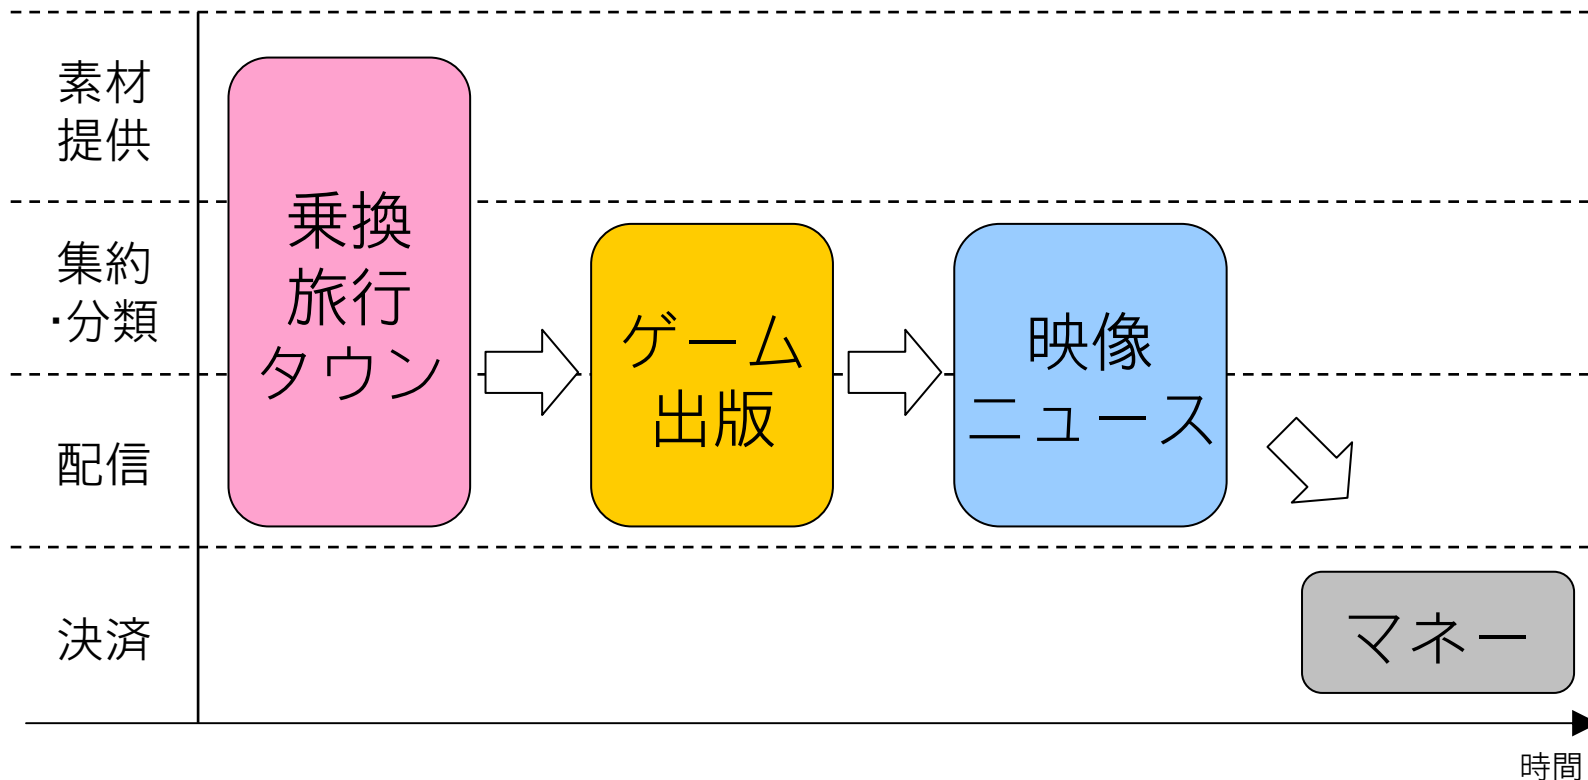 素材
提供
集約
・分類
配信
決済
乗換
旅行
タウン
ゲーム
出版
映像
ニュース
マネー
時間